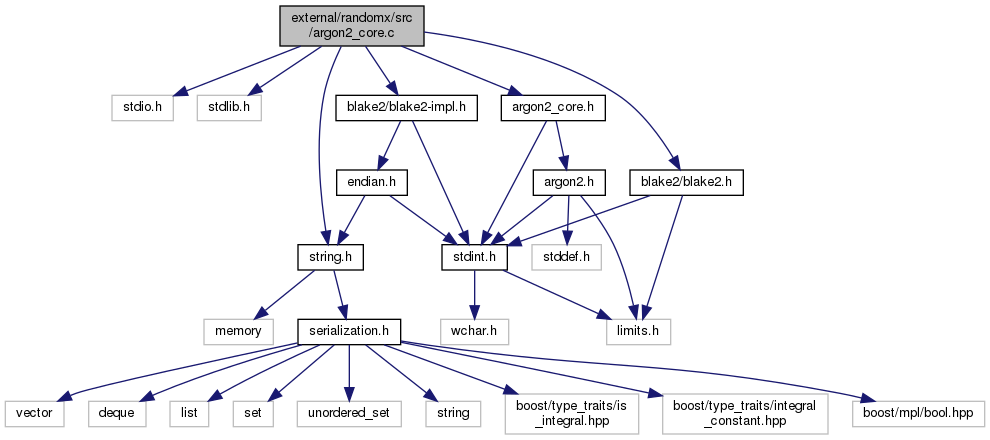 external/randomx/src
/argon2_core.c
stdio.h
stdlib.h
blake2/blake2-impl.h
argon2_core.h
endian.h
argon2.h
blake2/blake2.h
string.h
stdint.h
stddef.h
memory
serialization.h
wchar.h
limits.h
vector
deque
list
set
unordered_set
string
boost/type_traits/is
_integral.hpp
boost/type_traits/integral
_constant.hpp
boost/mpl/bool.hpp